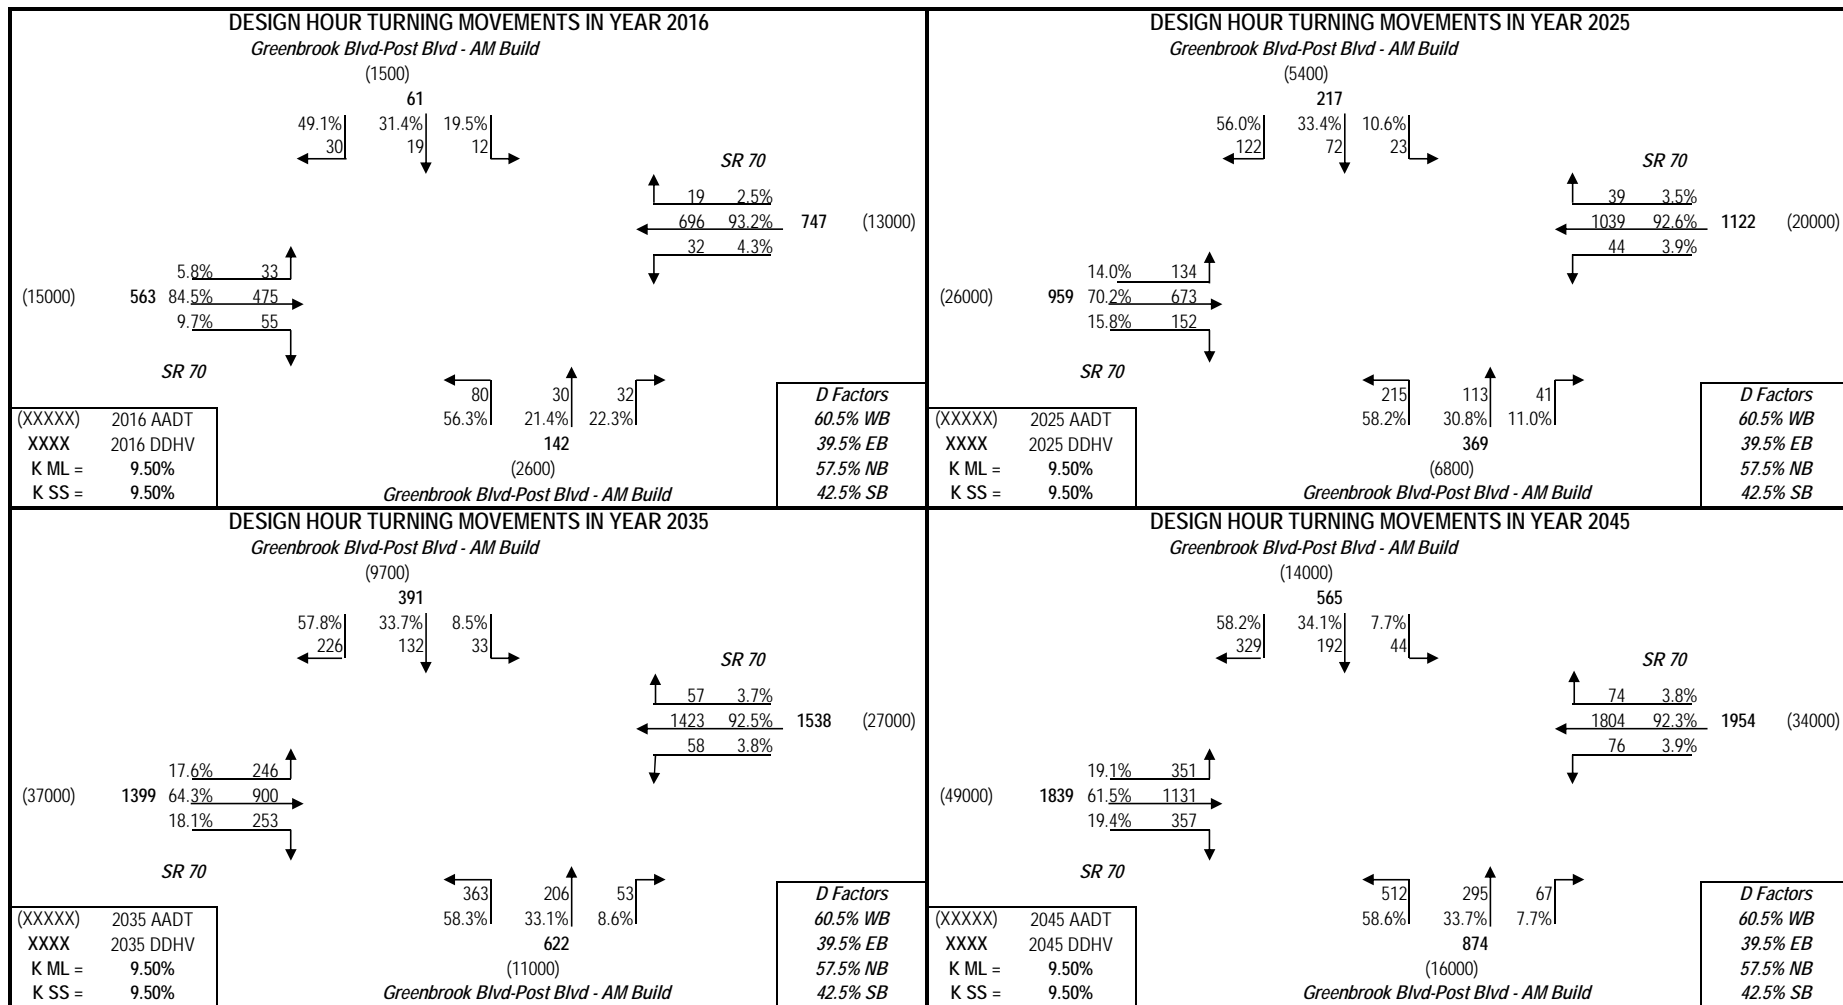 DESIGN HOUR TURNING MOVEMENTS IN YEAR 2016
Greenbrook Blvd-Post Blvd - AM Build
(1500)
61
49.1% 31.4% 19.5%
30 19 12
SR 70
19 2.5%
696 93.2% 747 (13000)
32 4.3%
5.8% 33
(15000) 563 84.5% 475
9.7% 55
SR 70
80 30 32
56.3% 21.4% 22.3%
142
(2600)
Greenbrook Blvd-Post Blvd - AM Build
(XXXXX) 2016 AADT
XXXX 2016 DDHV
K ML = 9.50%
K SS = 9.50%
D Factors
60.5% WB
39.5% EB
57.5% NB
42.5% SB
DESIGN HOUR TURNING MOVEMENTS IN YEAR 2025
Greenbrook Blvd-Post Blvd - AM Build
(5400)
217
56.0% 33.4% 10.6%
122 72 23
SR 70
39 3.5%
1039 92.6% 1122 (20000)
44 3.9%
14.0% 134
(26000) 959 70.2% 673
15.8% 152
SR 70
215 113 41
58.2% 30.8% 11.0%
369
(6800)
Greenbrook Blvd-Post Blvd - AM Build
(XXXXX) 2025 AADT
XXXX 2025 DDHV
K ML = 9.50%
K SS = 9.50%
D Factors
60.5% WB
39.5% EB
57.5% NB
42.5% SB
DESIGN HOUR TURNING MOVEMENTS IN YEAR 2035
Greenbrook Blvd-Post Blvd - AM Build
(9700)
391
57.8% 33.7% 8.5%
226 132 33
SR 70
57 3.7%
1423 92.5% 1538 (27000)
58 3.8%
17.6% 246
(37000) 1399 64.3% 900
18.1% 253
SR 70
363 206 53
58.3% 33.1% 8.6%
622
(11000)
Greenbrook Blvd-Post Blvd - AM Build
(XXXXX) 2035 AADT
XXXX 2035 DDHV
K ML = 9.50%
K SS = 9.50%
D Factors
60.5% WB
39.5% EB
57.5% NB
42.5% SB
DESIGN HOUR TURNING MOVEMENTS IN YEAR 2045
Greenbrook Blvd-Post Blvd - AM Build
(14000)
565
58.2% 34.1% 7.7%
329 192 44
SR 70
74 3.8%
1804 92.3% 1954 (34000)
76 3.9%
19.1% 351
(49000) 1839 61.5% 1131
19.4% 357
SR 70
512 295 67
58.6% 33.7% 7.7%
874
(16000)
Greenbrook Blvd-Post Blvd - AM Build
(XXXXX) 2045 AADT
XXXX 2045 DDHV
K ML = 9.50%
K SS = 9.50%
D Factors
60.5% WB
39.5% EB
57.5% NB
42.5% SB